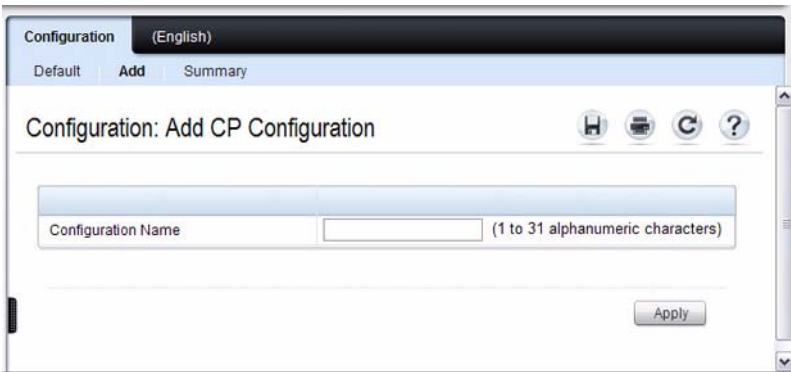 Configuration (English)
Default Add Summary
Configuration: Add CP Configuration
Configuration Name (1 to 31 alphanumeric characters)
Apply